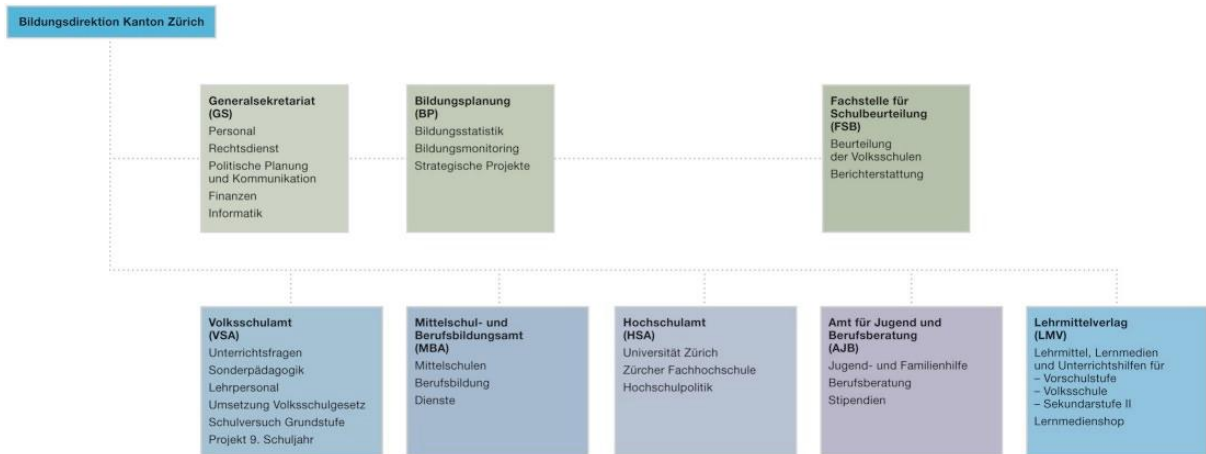 Bildungsdirektion Kanton Zürich
Generalsekretariat
(GS)
Personal
Rechtsdienst
Politische Planung
und Kommunikation
Finanzen
Informatik
Bildungsplanung
(BP)
Bildungsstatistik
Bildungsmonitoring
Strategische Projekte
Fachstelle für
Schulbeurteilung
(FSB)
Beurteilung
der Volksschulen
Berichterstattung
Volksschulamt
(VSA)
Unterrichtsfragen
Sonderpädagogik
Lehrpersonal
Umsetzung Volksschulgesetz
Schulversuch Grundstufe
Projekt 9. Schuljahr
Mittelschul- und
Berufsbildungsamt
(MBA)
Mittelschulen
Berufsbildung
Dienste
Hochschulamt
(HSA)
Universität Zürich
Zürcher Fachhochschule
Hochschulpolitik
Amt für Jugend und
Berufsberatung
(AJB)
Jugend- und Familienhilfe
Berufsberatung
Stipendien
Lehrmittelverlag
(LMV)
Lehrmittel, Lernmedien
und Unterrichtshilfen für
– Vorschulstufe
– Volksschule
– Sekundarstufe II
Lernmedienshop